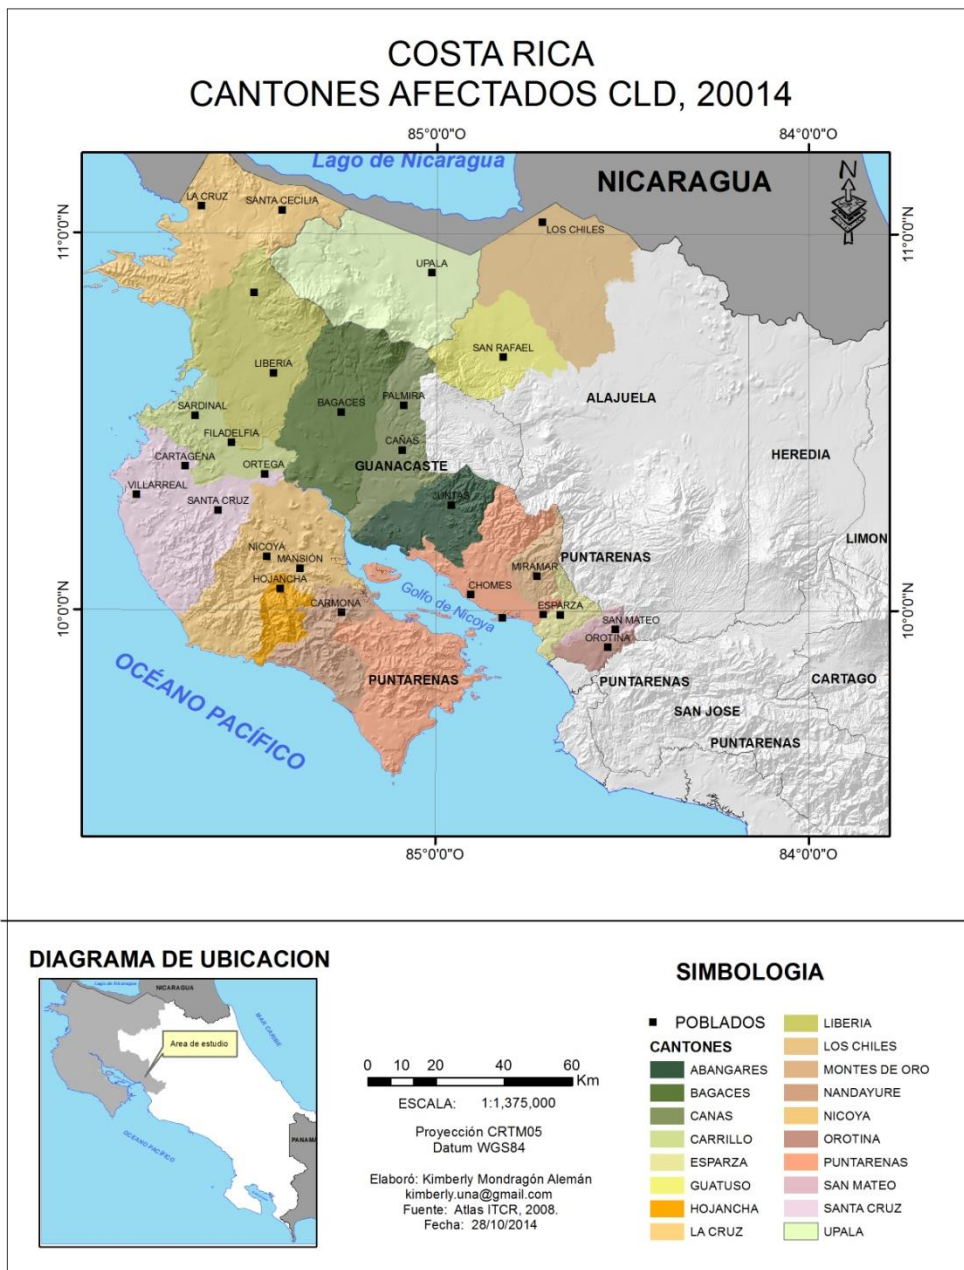 COSTA RICA
CANTONES AFECTADOS CLD, 20014
85°0'0"O
84°0'0"O
Lago de Nicaragua
NICARAGUA
N
LA CRUZ
SANTA CECILIA
LOS CHILES
11°0'0"N
11°0'0"N
UPALA
SAN RAFAEL
LIBERIA
BAGACES
PALMIRA
ALAJUELA
SARDINAL
FILADELFIA
CAÑAS
HEREDIA
CARTAGENA
ORTEGA
GUANACASTE
VILLARREAL
SANTA CRUZ
JUNTAS
LIMON
NICOYA
MANSIÓN
PUNTARENAS
MIRAMAR
HOJANCHA
CHOMES
CARMONA
Golfo de Nicoya
ESPARZA
10°0'0"N
10°0'0"N
SAN MATEO
OROTINA
OCÉANO PACÍFICO
PUNTARENAS
PUNTARENAS
CARTAGO
SAN JOSE
PUNTARENAS
85°0'0"O
84°0'0"O
DIAGRAMA DE UBICACION
Lago de Nicaragua
NICARAGUA
MAR CARIBE
Area de estudio
OCEANO PACÍFICO
PANAMA
0 10 20 40 60
Km
ESCALA: 1:1,375,000
Proyección CRTM05
Datum WGS84
Elaboró: Kimberly Mondragón Alemán
kimberly.una@gmail.com
Fuente: Atlas ITCR, 2008.
Fecha: 28/10/2014
SIMBOLOGIA
POBLADOS
CANTONES
ABANGARES
BAGACES
CANAS
CARRILLO
ESPARZA
GUATUSO
HOJANCHA
LA CRUZ
LIBERIA
LOS CHILES
MONTES DE ORO
NANDAYURE
NICOYA
OROTINA
PUNTARENAS
SAN MATEO
SANTA CRUZ
UPALA